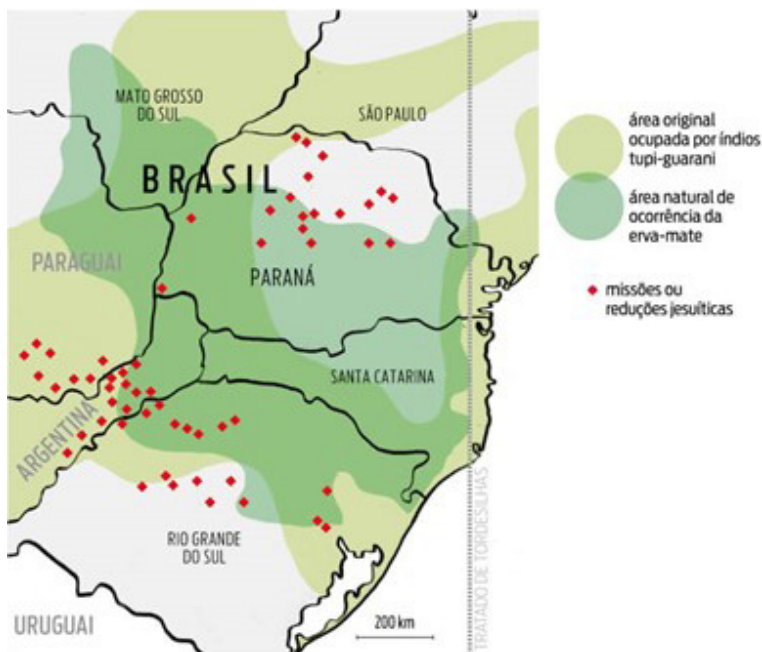 MATO GROSSO
DO SUL
SÃO PAULO
BRASIL
PARAGUAI
PARANÁ
SANTA CATARINA
ARGENTINA
RIO GRANDE
DO SUL
URUGUAI
200 km
TRATADO DE TORDESILHAS
área original
ocupada por índios
tupi-guarani
área natural de
ocorrência da
erva-mate
missões ou
reduções jesuíticas